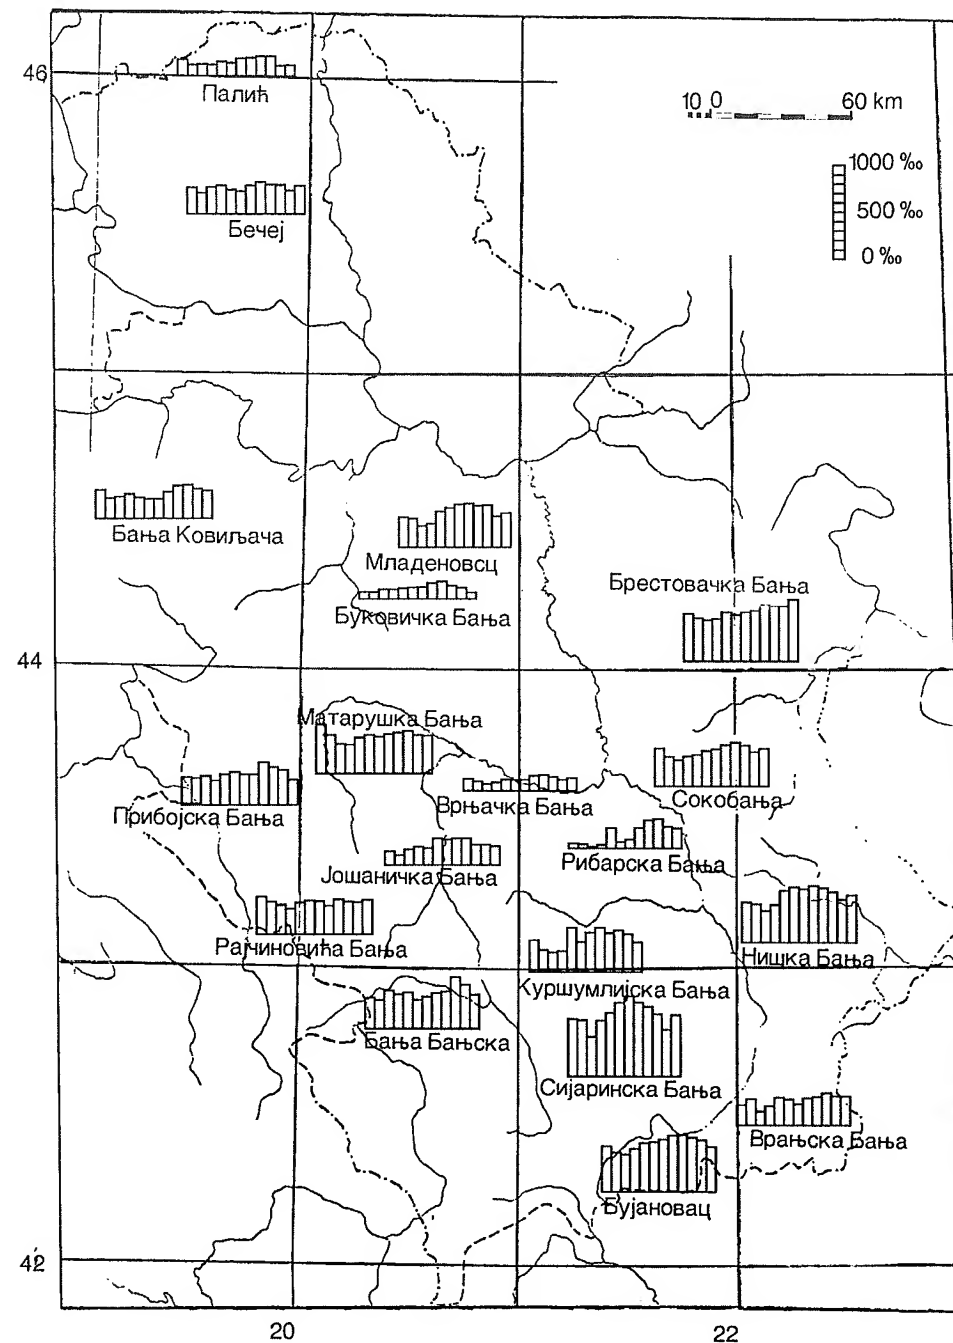 46
Палић
10 0 60 km
1000 ‰
500 ‰
0 ‰
Бечеј
Бања Ковиљача
Младеновсц
Буковичка Бања
Брестовачка Бања
44
Матарушка Бања
Прибојска Бања
Врњачка Бања
Сокобања
Јошаничка Бања
Рибарска Бања
Рајчиновића Бања
Нишка Бања
Куршумлијска Бања
Бања Бањска
Сијаринска Бања
Врањска Бања
Бујановац
42
20 22